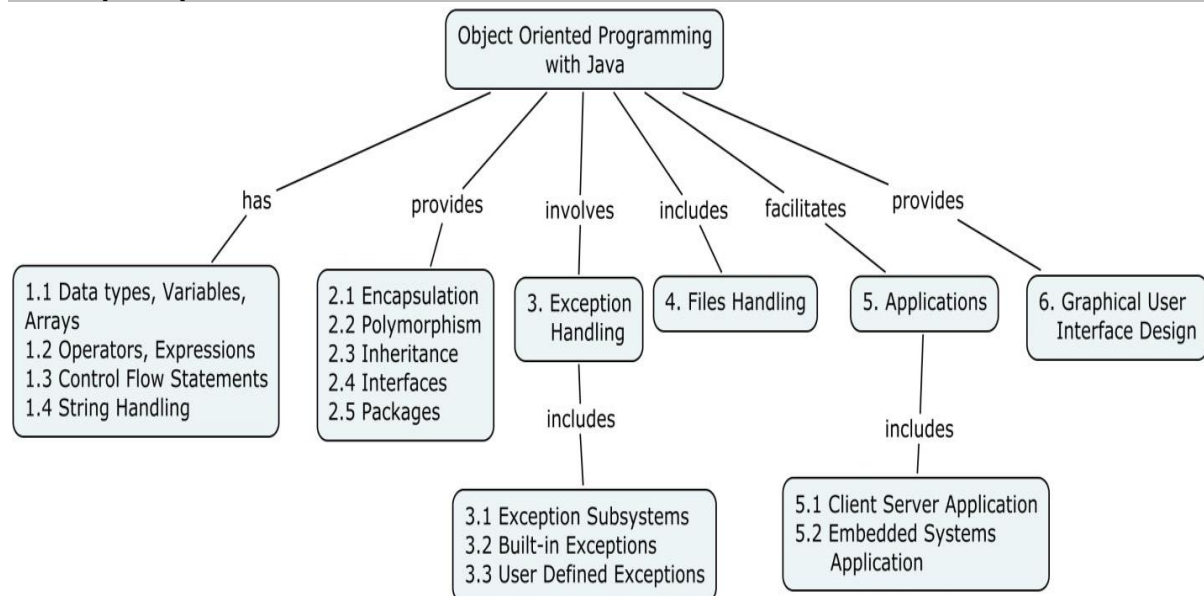 Object Oriented Programming
with Java
has
provides
involves
includes
facilitates
provides
1.1 Data types, Variables,
Arrays
1.2 Operators, Expressions
1.3 Control Flow Statements
1.4 String Handling
2.1 Encapsulation
2.2 Polymorphism
2.3 Inheritance
2.4 Interfaces
2.5 Packages
3. Exception
Handling
4. Files Handling
5. Applications
6. Graphical User
Interface Design
includes
includes
3.1 Exception Subsystems
3.2 Built-in Exceptions
3.3 User Defined Exceptions
5.1 Client Server Application
5.2 Embedded Systems
Application